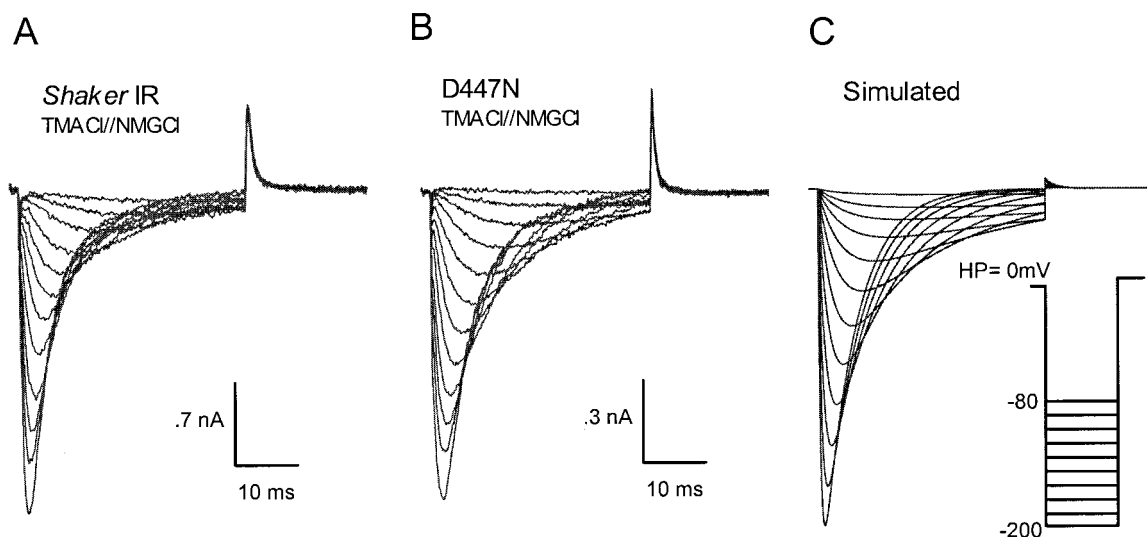 A
Shaker IR
TMACl//NMGCl
.7 nA
10 ms
B
D447N
TMACl//NMGCl
.3 nA
10 ms
C
Simulated
HP= 0mV
-80
-200